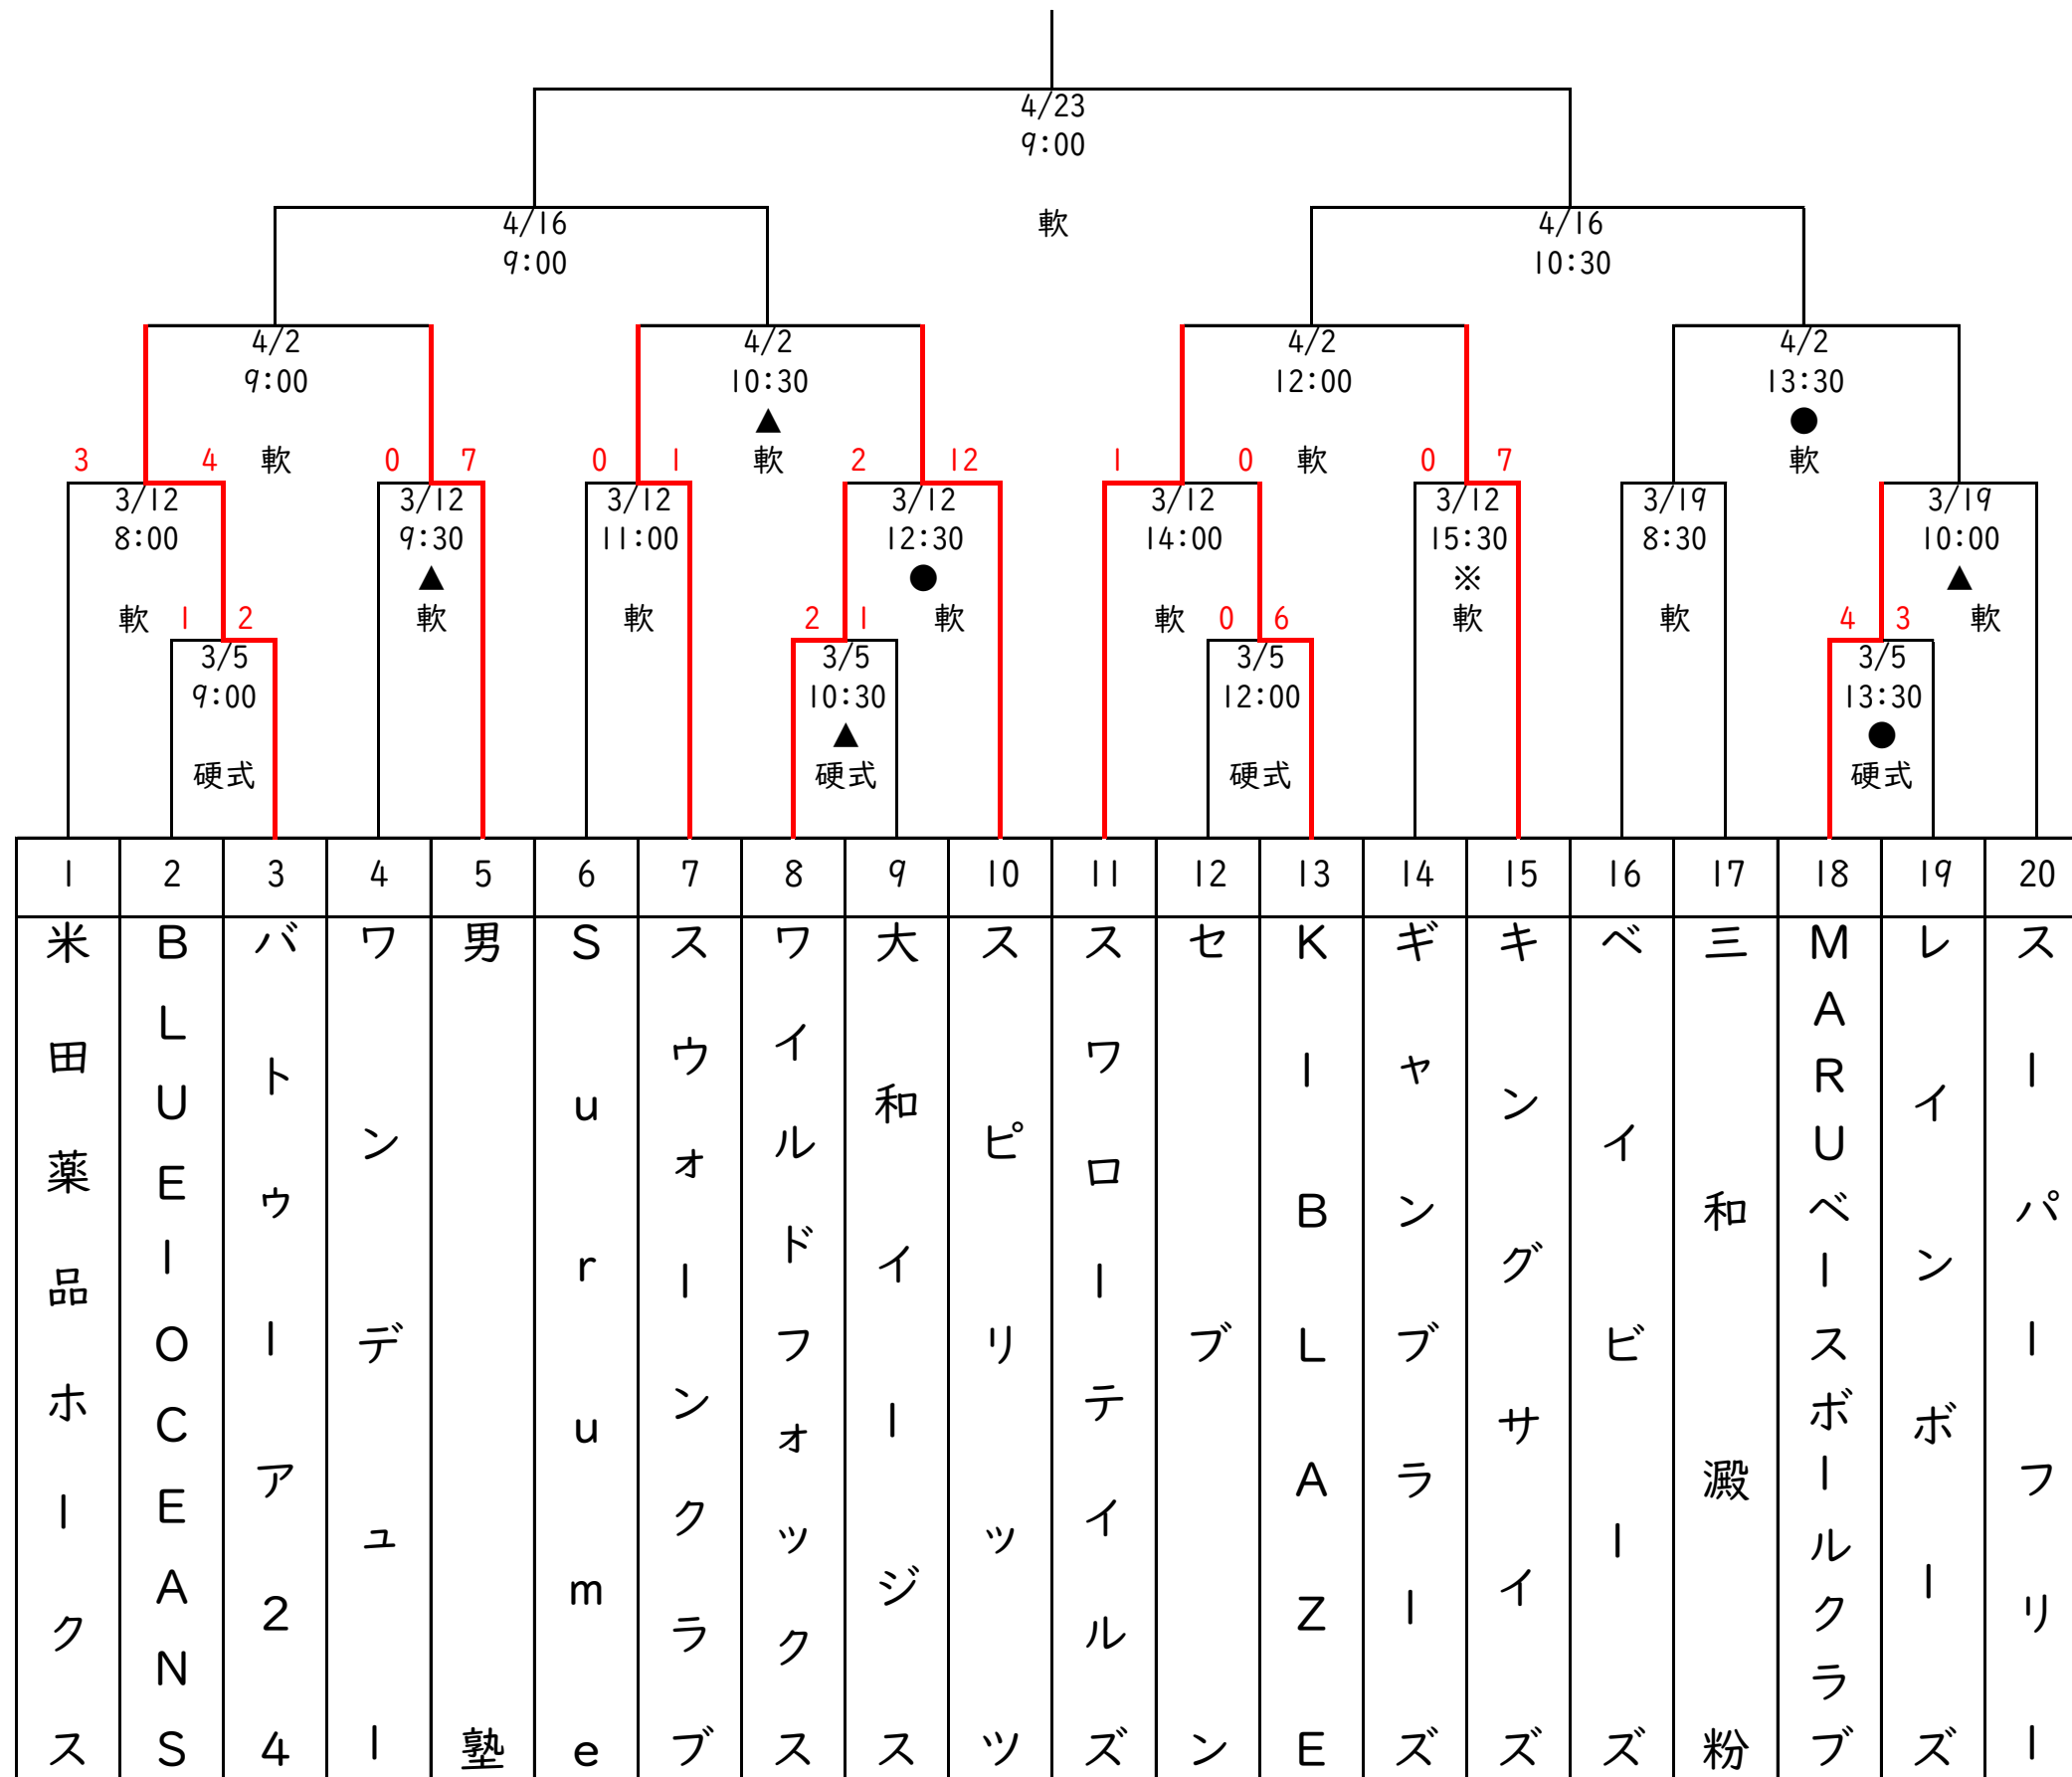 4/23
9:00
軟
4/16
9:00
4/16
10:30
4/2
9:00
軟
4/2
10:30
▲
軟
4/2
12:00
軟
4/2
13:30
●
軟
3 4
3/12
8:00
軟
0 7
3/12
9:30
▲
軟
0 1
3/12
11:00
軟
2 12
3/12
12:30
●
軟
1 0
3/12
14:00
軟
0 7
3/12
15:30
※
軟
3/19
8:30
軟
3/19
10:00
▲
軟
1 2
3/5
9:00
硬式
2 1
3/5
10:30
▲
硬式
0 6
3/5
12:00
硬式
4 3
3/5
13:30
●
硬式
1 2 3 4 5 6 7 8 9 10 11 12 13 14 15 16 17 18 19 20
米田薬品ホークス
BLUEIOCEANS
バトゥーア24
ワンデュー
男塾
Surume
スウォーンクラブ
ワイルドフォックス
大和イージス
スピリッツ
スワローテイルズ
セブン
KIBLAZE
ギャンブラーズ
キングサイズ
ベイビーズ
三和澱粉
MARUベースボールクラブ
レインボーズ
スーパーフリー